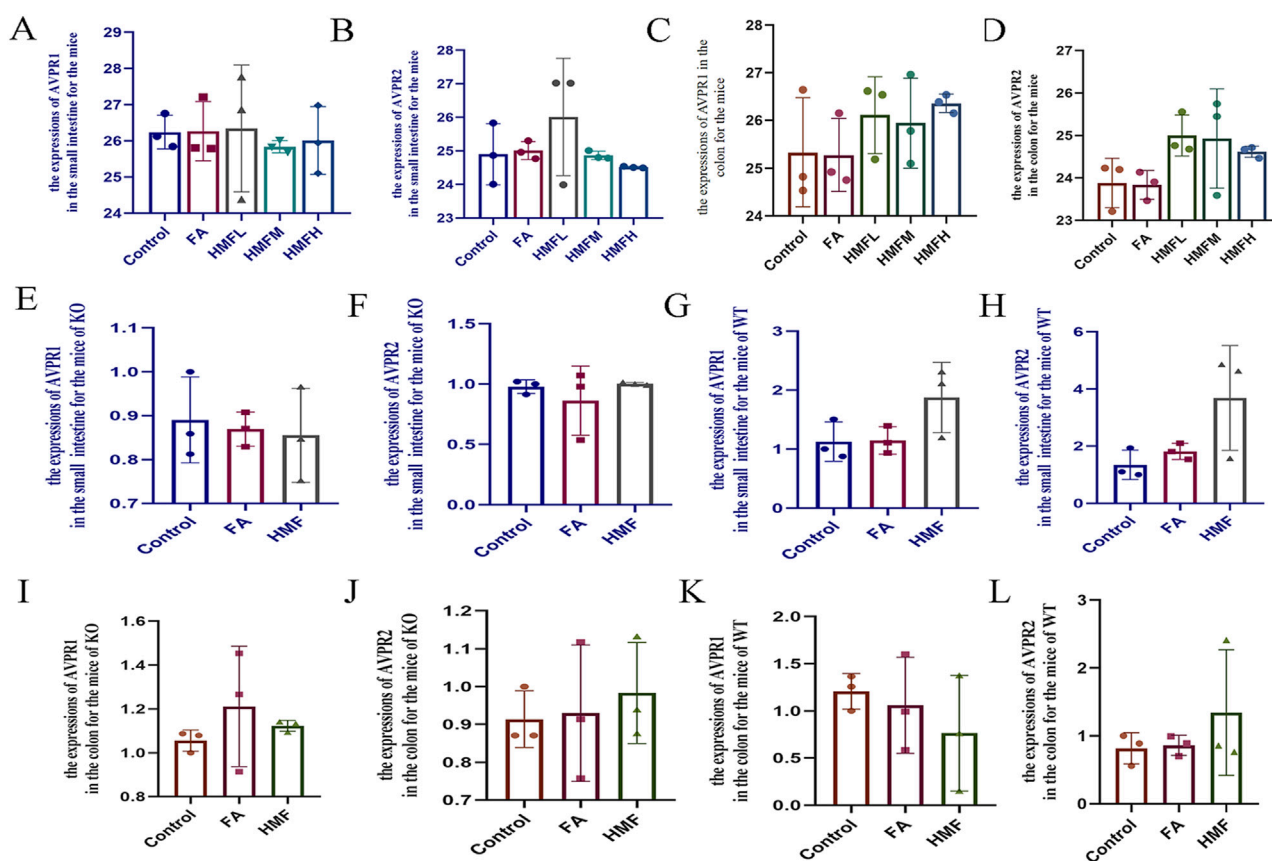 A
the expressions of AVPR1
in the small intestine for the mice
29
28
27
26
25
24
Control
FA
HMFL
HMFM
HMFH
B
the expressions of AVPR2
in the small intestine for the mice
28
27
26
25
24
23
Control
FA
HMFL
HMFM
HMFH
C
the expressions of AVPR1 in the
colon for the mice
28
27
26
25
24
Control
FA
HMFL
HMFM
HMFH
D
the expressions of AVPR2
in the colon for the mice
27
26
25
24
23
Control
FA
HMFL
HMFM
HMFH
E
the expressions of AVPR1
in the small intestine for the mice of KO
1.1
1.0
0.9
0.8
0.7
Control
FA
HMF
F
the expressions of AVPR2
in the small intestine for the mice of KO
1.5
1.0
0.5
0.0
Control
FA
HMF
G
the expressions of AVPR1
in the small intestine for the mice of WT
3
2
1
0
Control
FA
HMF
H
the expressions of AVPR2
in the small intestine for the mice of WT
6
4
2
0
Control
FA
HMF
I
the expressions of AVPR1
in the colon for the mice of KO
1.6
1.4
1.2
1.0
0.8
Control
FA
HMF
J
the expressions of AVPR2
in the colon for the mice of KO
1.2
1.1
1.0
0.9
0.8
0.7
Control
FA
HMF
K
the expressions of AVPR1
in the colon for the mice of WT
2.0
1.5
1.0
0.5
0.0
Control
FA
HMF
L
the expressions of AVPR2
in the colon for the mice of WT
3
2
1
0
Control
FA
HMF